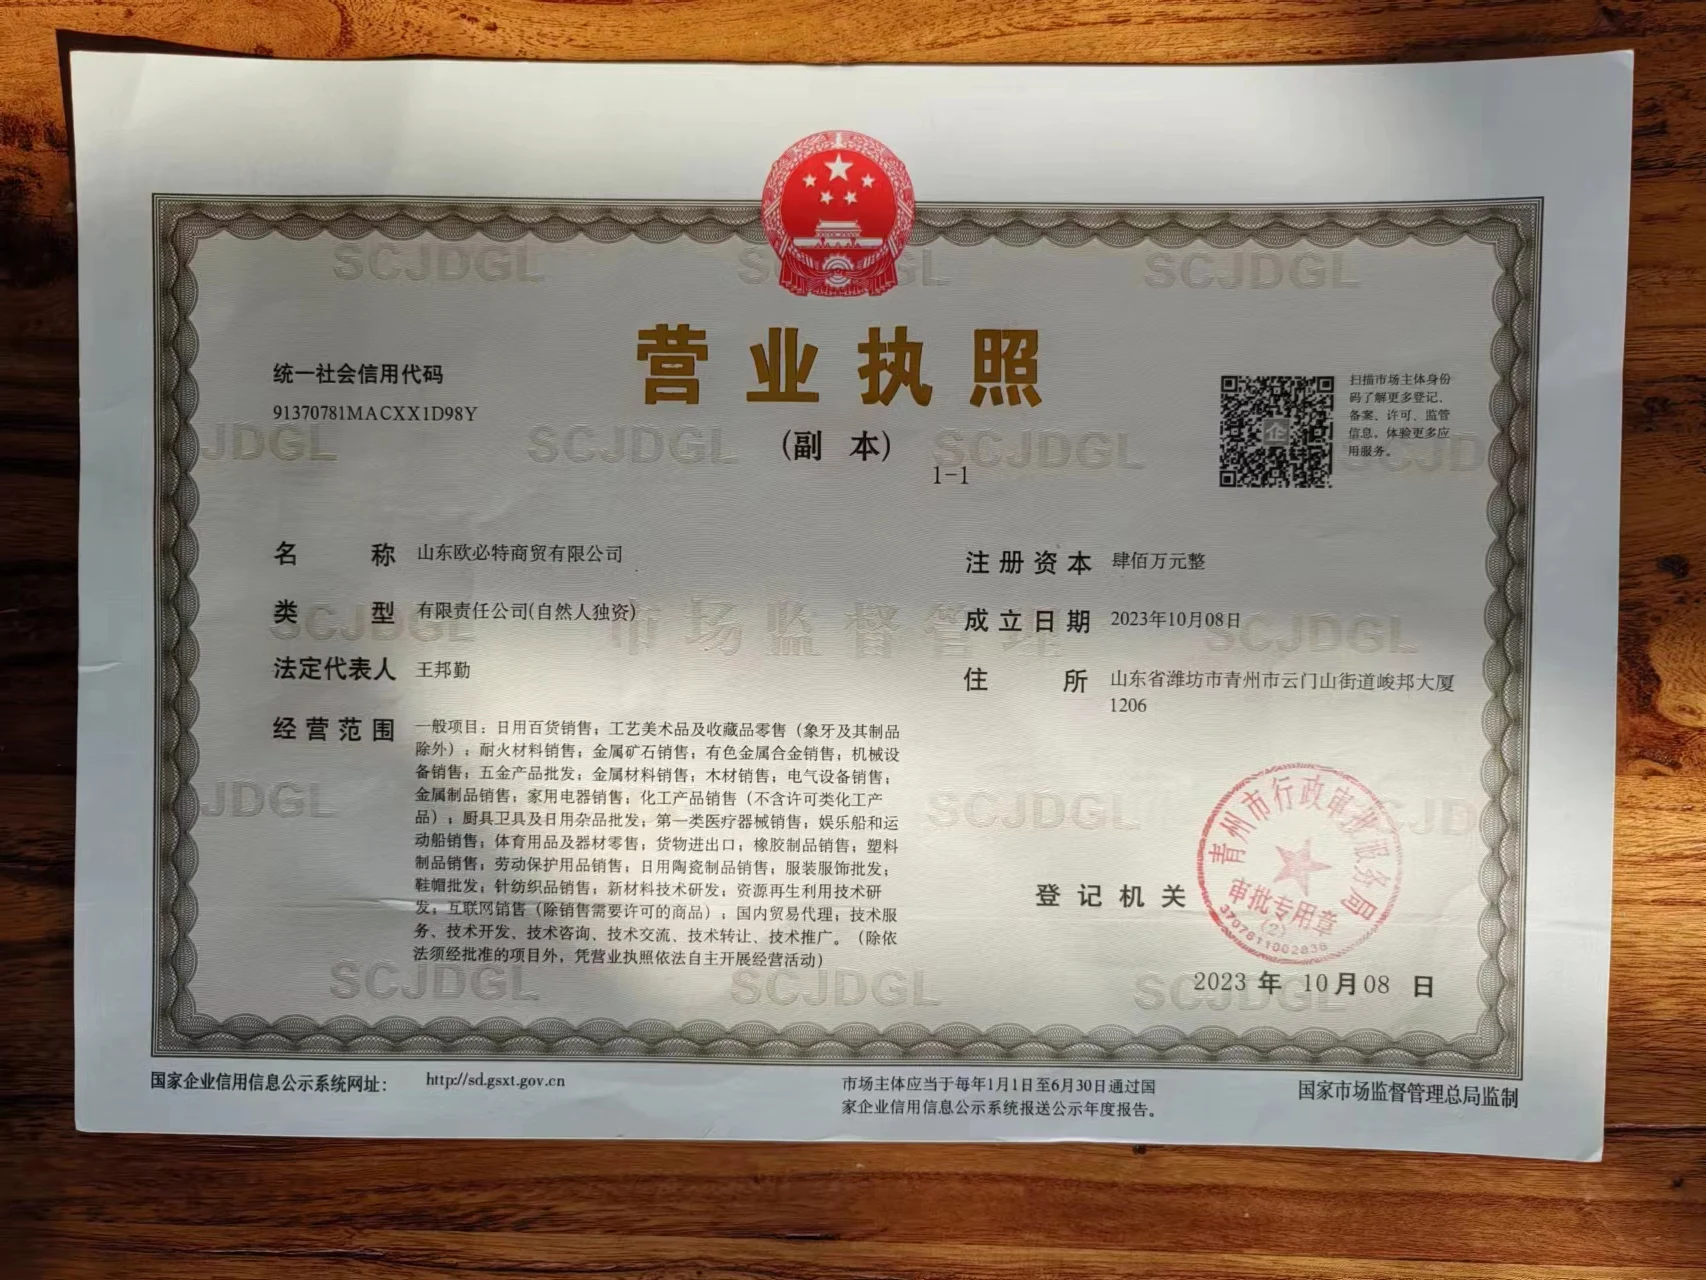 营业执照
(副 本)
1-1
统一社会信用代码
91370781MACXX1D98Y
扫描市场主体身份
码了解更多登记、
备案、许可、监管
信息，体验更多应
用服务。
名 称 山东欧必特商贸有限公司
类 型 有限责任公司(自然人独资)
法定代表人 王邦勤
经营范围 一般项目：日用百货销售；工艺美术品及收藏品零售（象牙及其制品
除外）；耐火材料销售；金属矿石销售；有色金属合金销售；机械设
备销售；五金产品批发；金属材料销售；木材销售；电气设备销售；
金属制品销售；家用电器销售；化工产品销售（不含许可类化工产
品）；厨具卫具及日用杂品批发；第一类医疗器械销售；娱乐船和运
动船销售；体育用品及器材零售；货物进出口；橡胶制品销售；塑料
制品销售；劳动保护用品销售；日用陶瓷制品销售；服装服饰批发；
鞋帽批发；针纺织品销售；新材料技术研发；资源再生利用技术研
发；互联网销售（除销售需要许可的商品）；国内贸易代理；技术服
务、技术开发、技术咨询、技术交流、技术转让、技术推广。（除依
法须经批准的项目外，凭营业执照依法自主开展经营活动）
注册资本 肆佰万元整
成立日期 2023年10月08日
住 所 山东省潍坊市青州市云门山街道峻邦大厦
1206
登记机关
青州市行政审批服务局
审批专用章
(2)
3707811002838
2023 年 10月08 日
国家企业信用信息公示系统网址： http://sd.gsxt.gov.cn
市场主体应当于每年1月1日至6月30日通过国
家企业信用信息公示系统报送公示年度报告。
国家市场监督管理总局监制
SCJDGL
市场监督管理